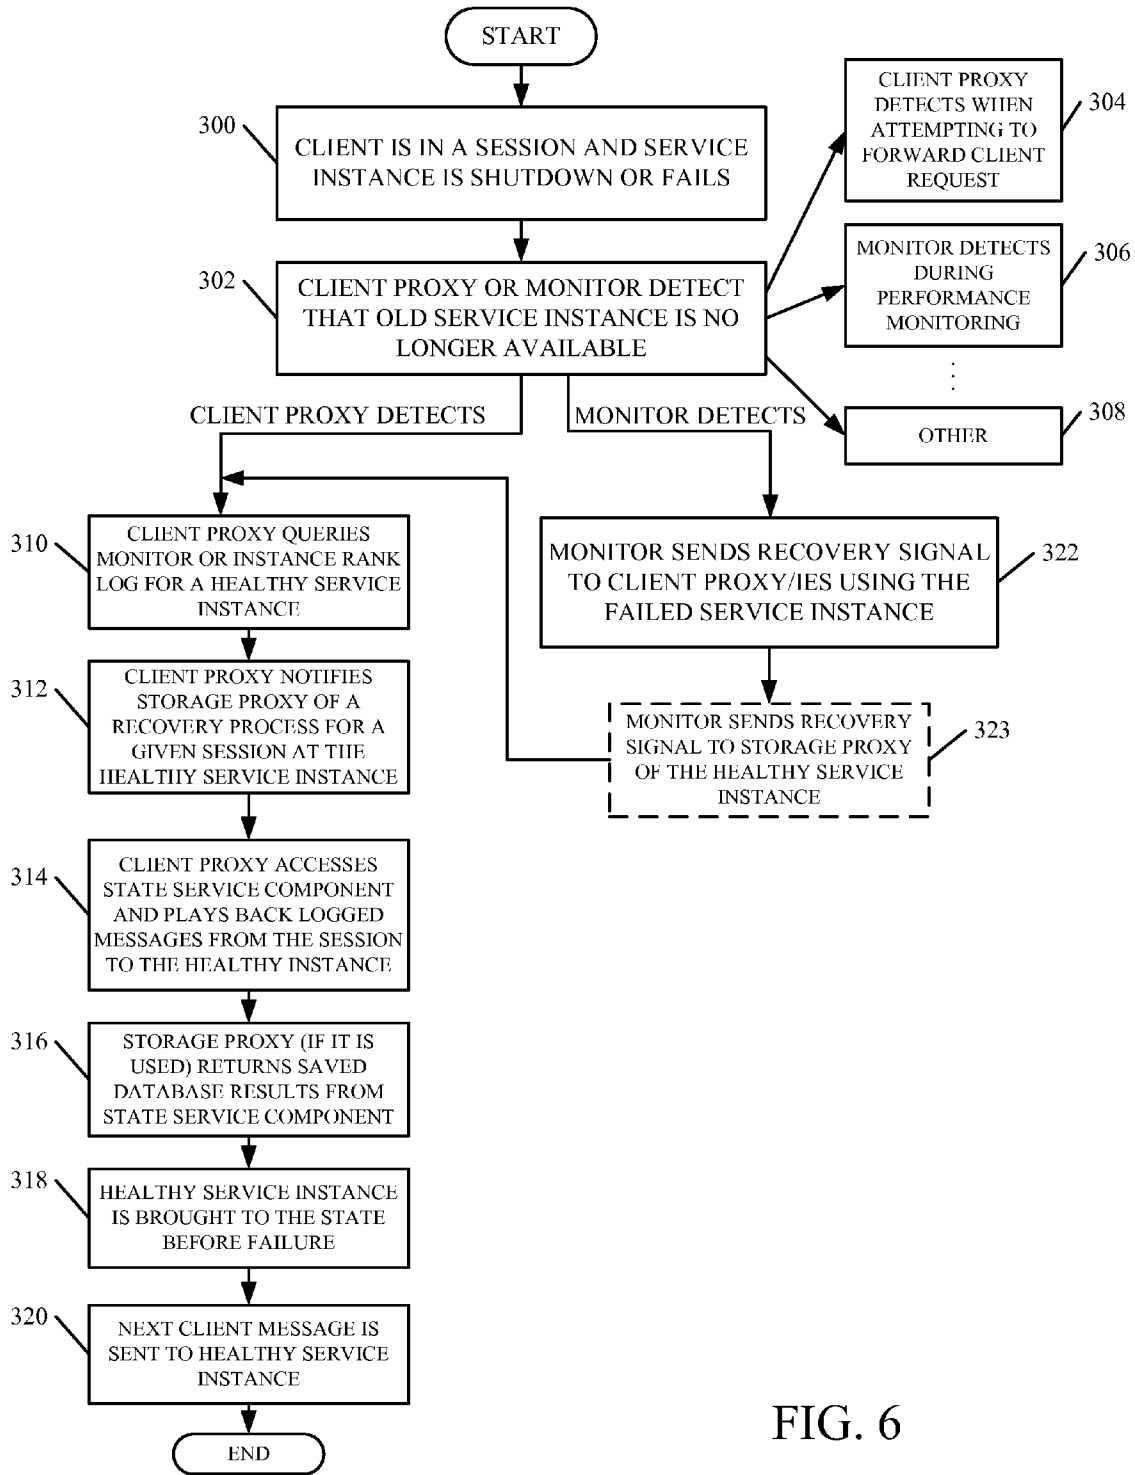 START
300
CLIENT IS IN A SESSION AND SERVICE
INSTANCE IS SHUTDOWN OR FAILS
304
CLIENT PROXY
DETECTS WHEN
ATTEMPTING TO
FORWARD CLIENT
REQUEST
302
CLIENT PROXY OR MONITOR DETECT
THAT OLD SERVICE INSTANCE IS NO
LONGER AVAILABLE
306
MONITOR DETECTS
DURING
PERFORMANCE
MONITORING
308
OTHER
CLIENT PROXY DETECTS
MONITOR DETECTS
310
CLIENT PROXY QUERIES
MONITOR OR INSTANCE RANK
LOG FOR A HEALTHY SERVICE
INSTANCE
322
MONITOR SENDS RECOVERY SIGNAL
TO CLIENT PROXY/IES USING THE
FAILED SERVICE INSTANCE
312
CLIENT PROXY NOTIFIES
STORAGE PROXY OF A
RECOVERY PROCESS FOR A
GIVEN SESSION AT THE
HEALTHY SERVICE INSTANCE
323
MONITOR SENDS RECOVERY
SIGNAL TO STORAGE PROXY
OF THE HEALTHY SERVICE
INSTANCE
314
CLIENT PROXY ACCESSES
STATE SERVICE COMPONENT
AND PLAYS BACK LOGGED
MESSAGES FROM THE SESSION
TO THE HEALTHY INSTANCE
316
STORAGE PROXY (IF IT IS
USED) RETURNS SAVED
DATABASE RESULTS FROM
STATE SERVICE COMPONENT
318
HEALTHY SERVICE INSTANCE
IS BROUGHT TO THE STATE
BEFORE FAILURE
320
NEXT CLIENT MESSAGE IS
SENT TO HEALTHY SERVICE
INSTANCE
END
FIG. 6